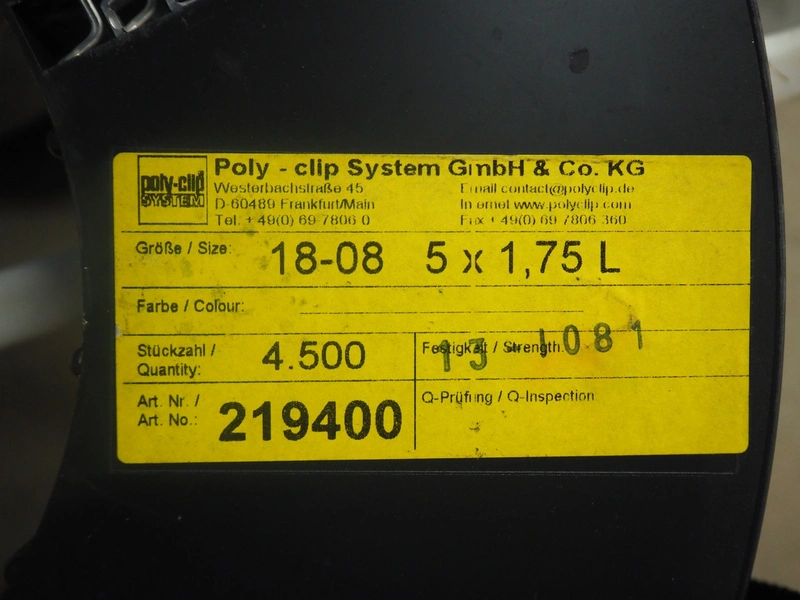 poly-clip
SYSTEM
Poly - clip System GmbH & Co. KG
Westerbachstraße 45
D-60489 Frankfurt/Main
Tel. +49(0) 69-7806 0
Email contact@polyclip.de
Internet www.polyclip.com
Fax +49(0) 69 7806 360
Größe / Size: 18-08 5 x 1,75 L
Farbe / Colour:
Stückzahl / Quantity: 4.500
Festigkeit / Strength:
13 1081
Art. Nr. /
Art. No.: 219400
Q-Prüfung / Q-Inspection